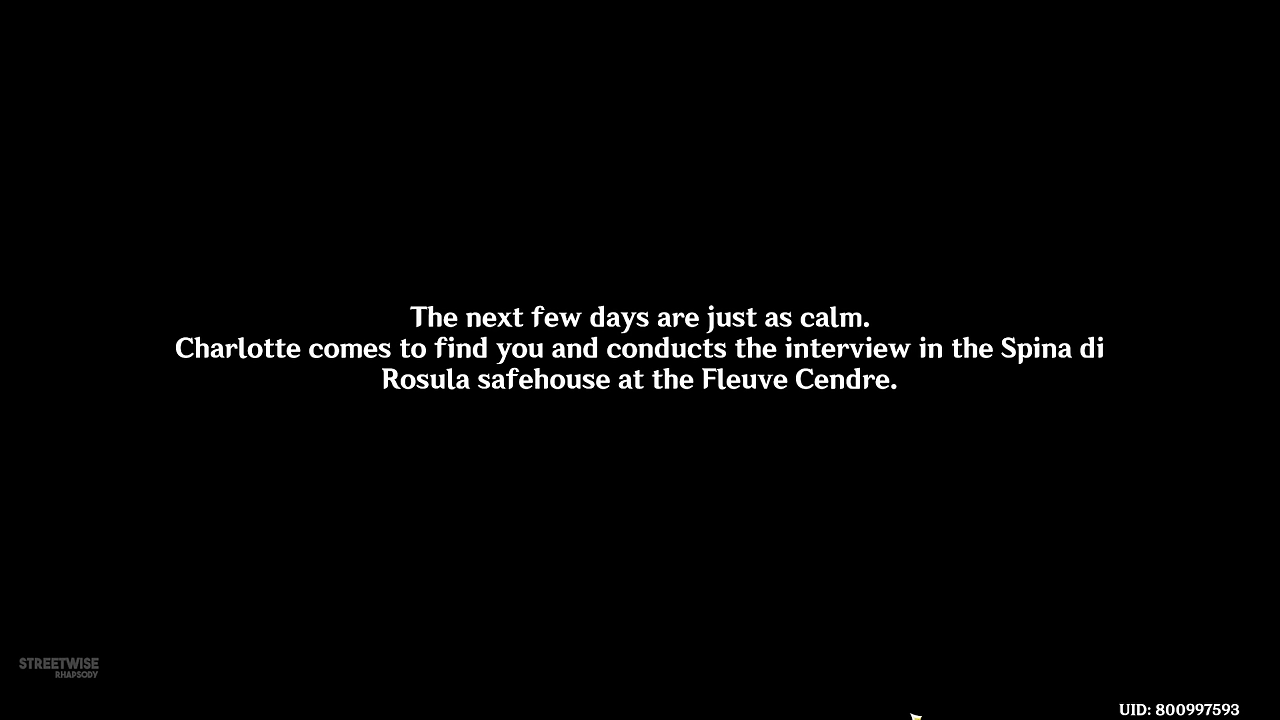 The next few days are just as calm.
Charlotte comes to find you and conducts the interview in the Spina di
Rosula safehouse at the Fleuve Cendre.
STREETWISE
RHAPSODY
UID: 800997593